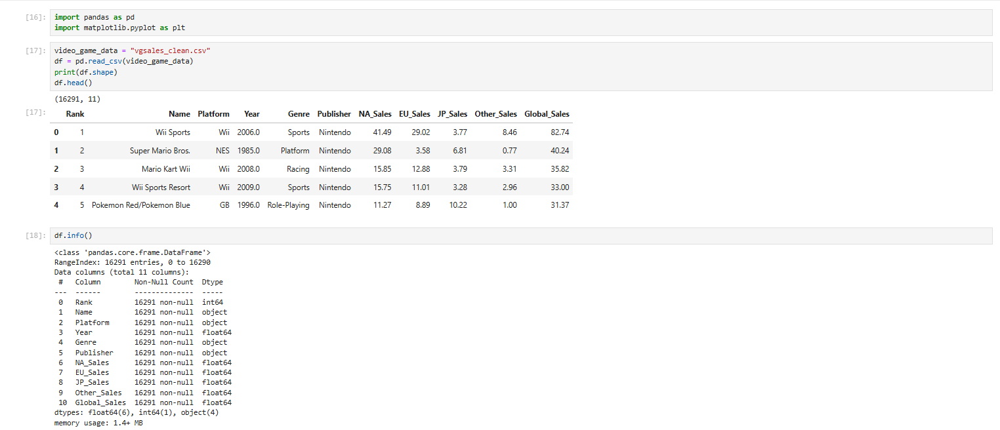 [16]: import pandas as pd
import matplotlib.pyplot as plt
[17]: video_game_data = "vgsales_clean.csv"
df = pd.read_csv(video_game_data)
print(df.shape)
df.head()
(16291, 11)
[17]: Rank Name Platform Year Genre Publisher NA_Sales EU_Sales JP_Sales Other_Sales Global_Sales
0 1 Wii Sports Wii 2006.0 Sports Nintendo 41.49 29.02 3.77 8.46 82.74
1 2 Super Mario Bros. NES 1985.0 Platform Nintendo 29.08 3.58 6.81 0.77 40.24
2 3 Mario Kart Wii Wii 2008.0 Racing Nintendo 15.85 12.88 3.79 3.31 35.82
3 4 Wii Sports Resort Wii 2009.0 Sports Nintendo 15.75 11.01 3.28 2.96 33.00
4 5 Pokemon Red/Pokemon Blue GB 1996.0 Role-Playing Nintendo 11.27 8.89 10.22 1.00 31.37
[18]: df.info()
<class 'pandas.core.frame.DataFrame'>
RangeIndex: 16291 entries, 0 to 16290
Data columns (total 11 columns):
# Column Non-Null Count Dtype
--- ------ -------------- -----
0 Rank 16291 non-null int64
1 Name 16291 non-null object
2 Platform 16291 non-null object
3 Year 16291 non-null float64
4 Genre 16291 non-null object
5 Publisher 16291 non-null object
6 NA_Sales 16291 non-null float64
7 EU_Sales 16291 non-null float64
8 JP_Sales 16291 non-null float64
9 Other_Sales 16291 non-null float64
10 Global_Sales 16291 non-null float64
dtypes: float64(6), int64(1), object(4)
memory usage: 1.4+ MB